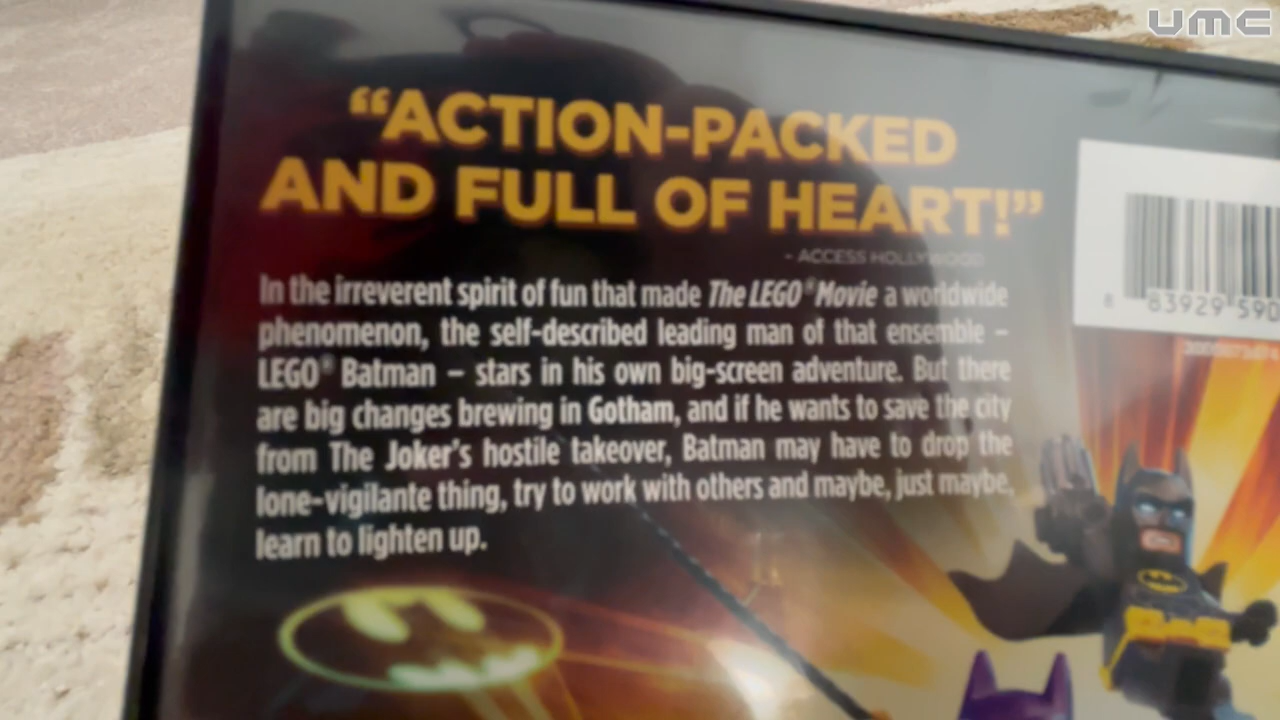 UMC
“ACTION-PACKED
AND FULL OF HEART!”
- ACCESS HOLLYWOOD
In the irreverent spirit of fun that made The LEGO® Movie a worldwide
phenomenon, the self-described leading man of that ensemble –
LEGO® Batman – stars in his own big-screen adventure. But there
are big changes brewing in Gotham, and if he wants to save the city
from The Joker's hostile takeover, Batman may have to drop the
lone-vigilante thing, try to work with others and maybe, just maybe,
learn to lighten up.
8 83929 590